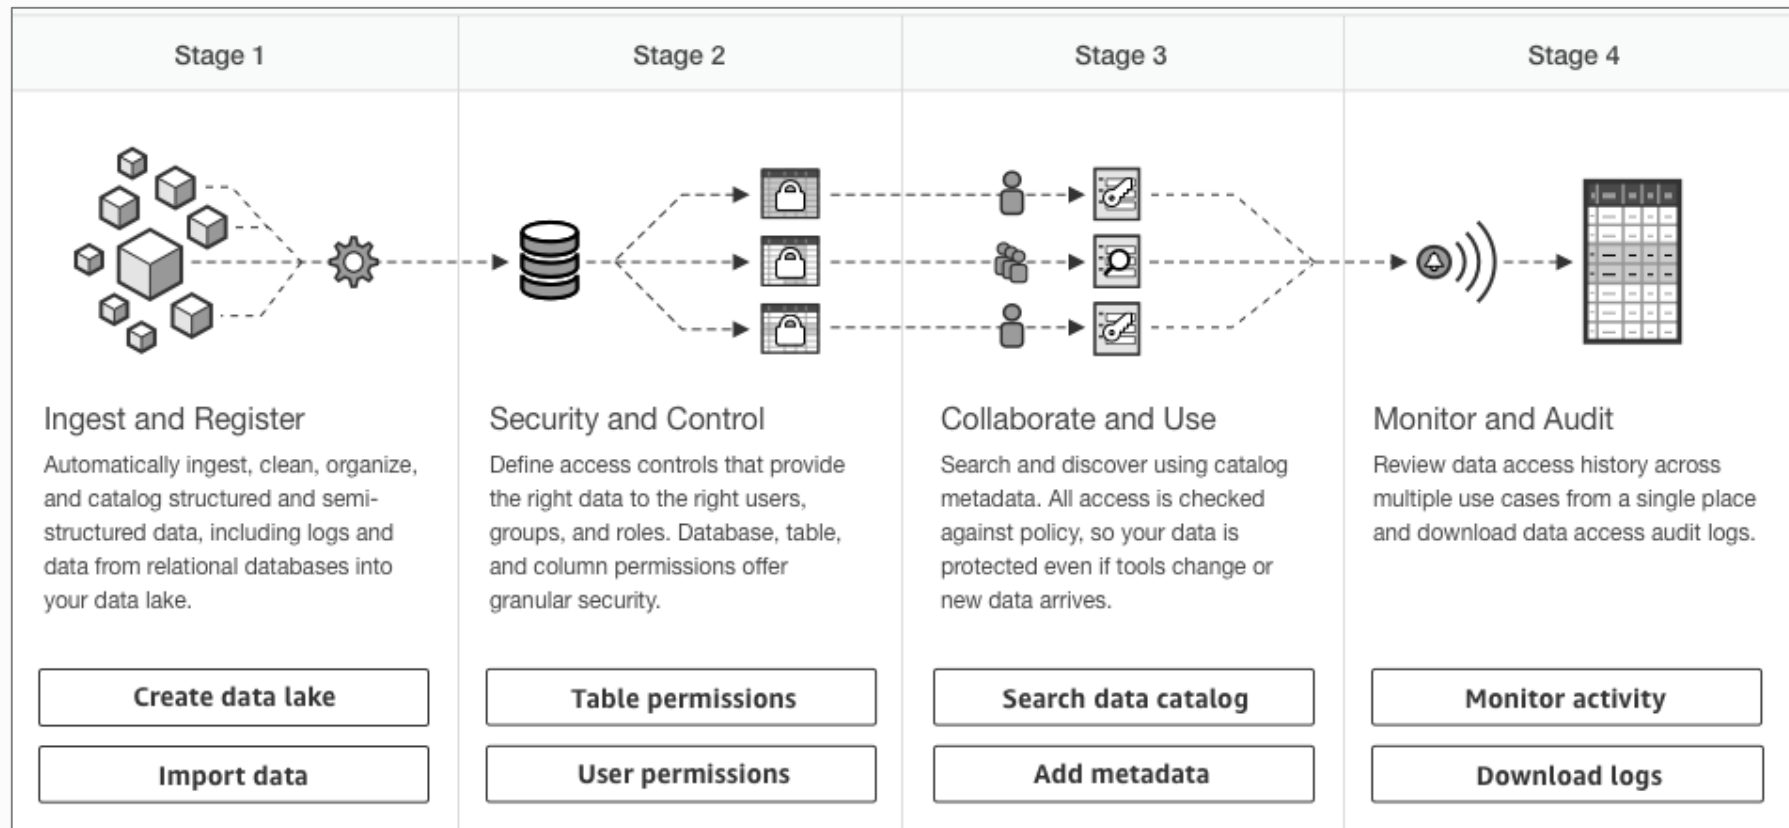 Stage 1
Stage 2
Stage 3
Stage 4
Ingest and Register
Automatically ingest, clean, organize,
and catalog structured and semi-
structured data, including logs and
data from relational databases into
your data lake.
Create data lake
Import data
Security and Control
Define access controls that provide
the right data to the right users,
groups, and roles. Database, table,
and column permissions offer
granular security.
Table permissions
User permissions
Collaborate and Use
Search and discover using catalog
metadata. All access is checked
against policy, so your data is
protected even if tools change or
new data arrives.
Search data catalog
Add metadata
Monitor and Audit
Review data access history across
multiple use cases from a single place
and download data access audit logs.
Monitor activity
Download logs